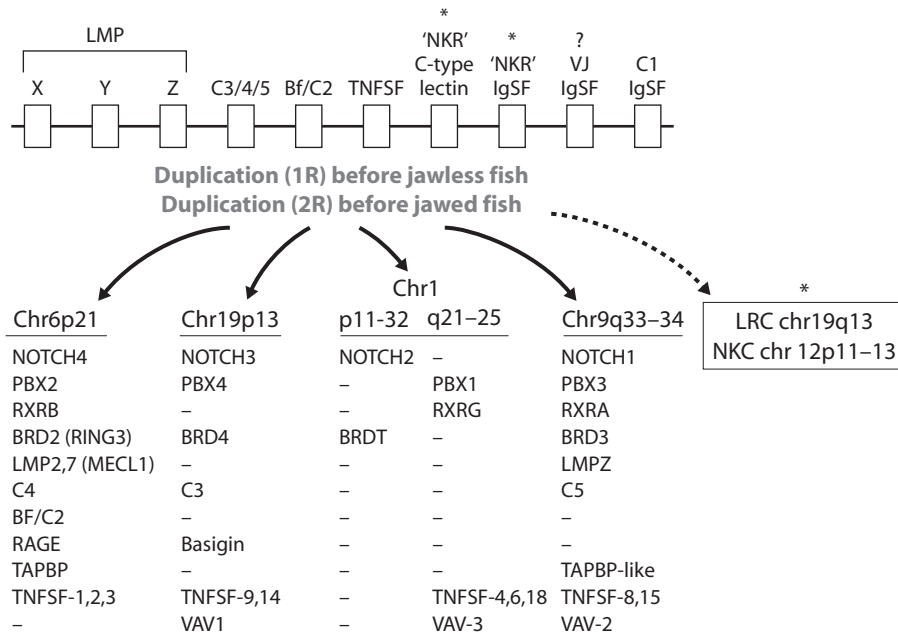 * 
LMP 'NKR' * ?
C-type 'NKR' VJ C1
X Y Z C3/4/5 Bf/C2 TNFSF lectin IgSF IgSF IgSF
Duplication (1R) before jawless fish
Duplication (2R) before jawed fish
Chr1 *
Chr6p21 Chr19p13 p11-32 q21–25 Chr9q33–34 LRC chr19q13
NKC chr 12p11–13
NOTCH4 NOTCH3 NOTCH2 – NOTCH1
PBX2 PBX4 – PBX1 PBX3
RXRB – – RXRG RXRA
BRD2 (RING3) BRD4 BRDT – BRD3
LMP2,7 (MECL1) – – – LMPZ
C4 C3 – – C5
BF/C2 – – – –
RAGE Basigin – – –
TAPBP – – – TAPBP-like
TNFSF-1,2,3 TNFSF-9,14 – TNFSF-4,6,18 TNFSF-8,15
– VAV1 – VAV-3 VAV-2